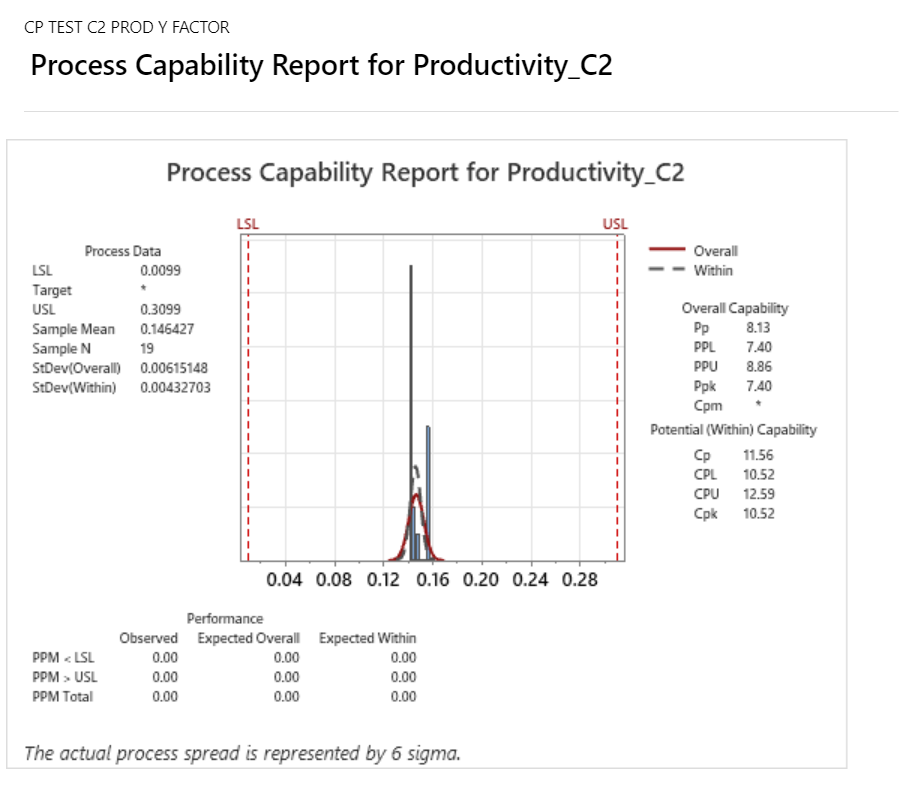 CP TEST C2 PROD Y FACTOR
Process Capability Report for Productivity_C2
Process Capability Report for Productivity_C2
LSL USL
Process Data
LSL 0.0099
Target *
USL 0.3099
Sample Mean 0.146427
Sample N 19
StDev(Overall) 0.00615148
StDev(Within) 0.00432703
Overall
Within
Overall Capability
Pp 8.13
PPL 7.40
PPU 8.86
Ppk 7.40
Cpm *
Potential (Within) Capability
Cp 11.56
CPL 10.52
CPU 12.59
Cpk 10.52
0.04 0.08 0.12 0.16 0.20 0.24 0.28
Performance
Observed Expected Overall Expected Within
PPM < LSL 0.00 0.00 0.00
PPM > USL 0.00 0.00 0.00
PPM Total 0.00 0.00 0.00
The actual process spread is represented by 6 sigma.